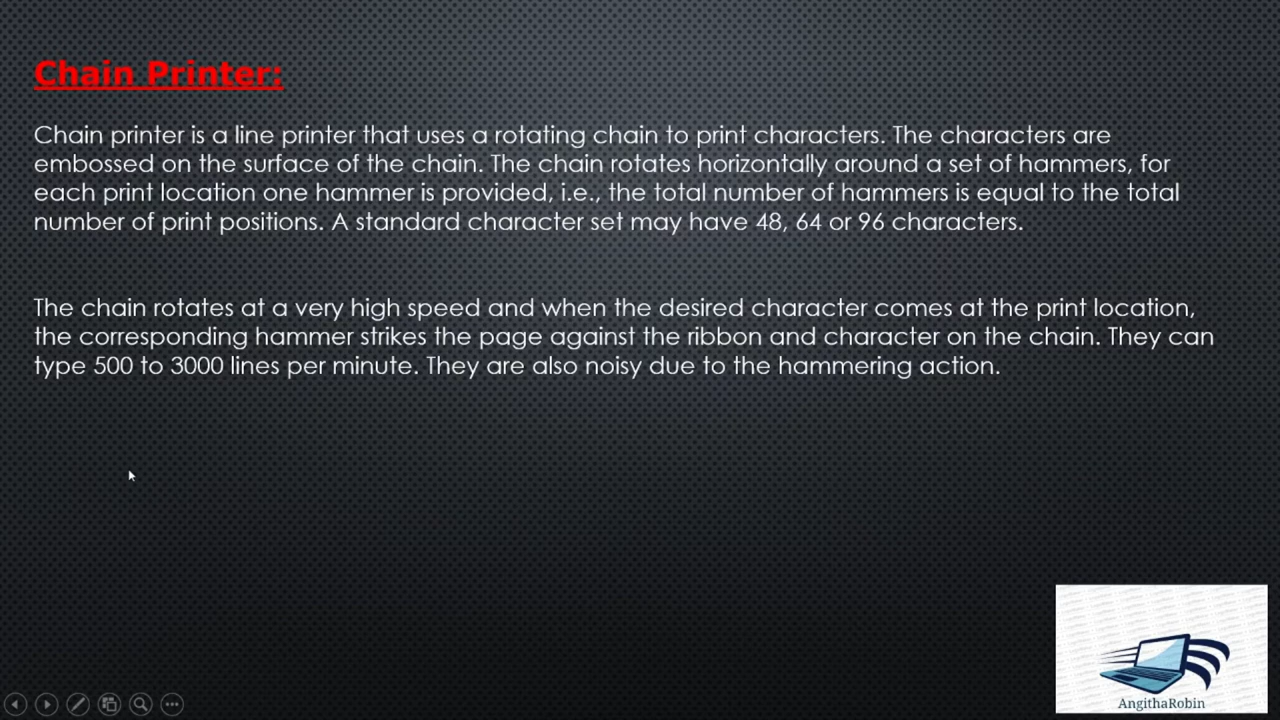 Chain Printer:
Chain printer is a line printer that uses a rotating chain to print characters. The characters are
embossed on the surface of the chain. The chain rotates horizontally around a set of hammers, for
each print location one hammer is provided, i.e., the total number of hammers is equal to the total
number of print positions. A standard character set may have 48, 64 or 96 characters.
The chain rotates at a very high speed and when the desired character comes at the print location,
the corresponding hammer strikes the page against the ribbon and character on the chain. They can
type 500 to 3000 lines per minute. They are also noisy due to the hammering action.
AngithaRobin